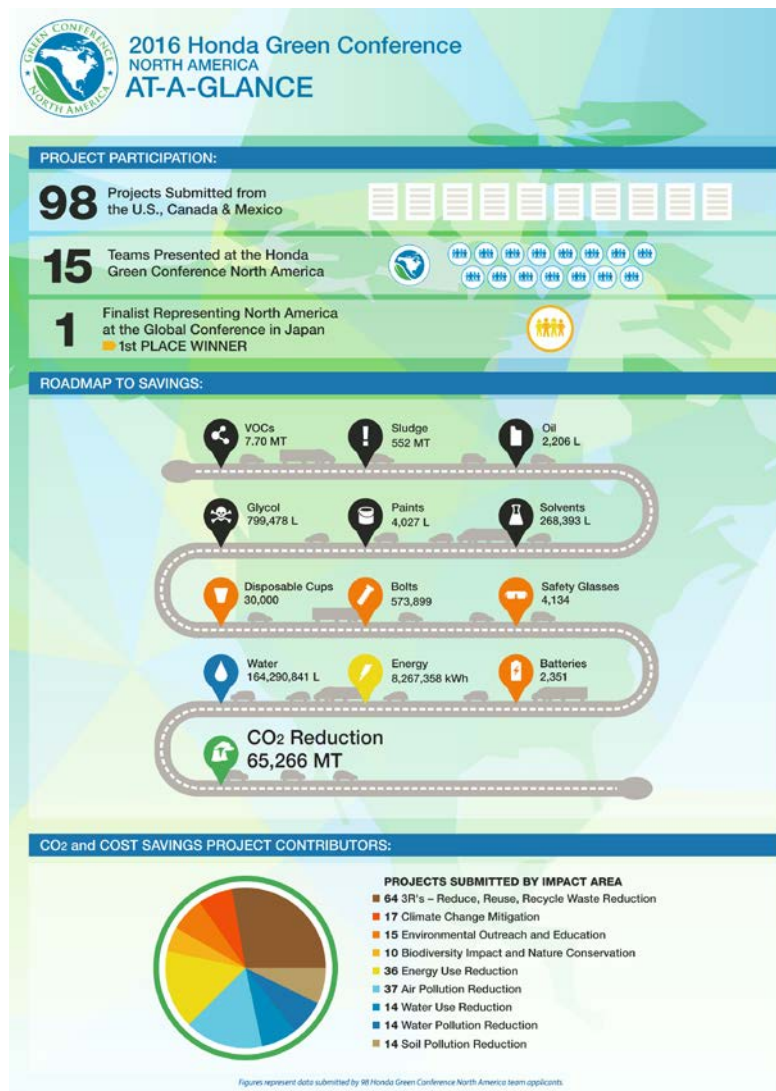 GREEN CONFERENCE
NORTH AMERICA
2016 Honda Green Conference
NORTH AMERICA
AT-A-GLANCE
PROJECT PARTICIPATION:
98 Projects Submitted from
the U.S., Canada & Mexico
15 Teams Presented at the Honda
Green Conference North America
1 Finalist Representing North America
at the Global Conference in Japan
1st PLACE WINNER
ROADMAP TO SAVINGS:
VOCs
7.70 MT
Sludge
552 MT
Oil
2,206 L
Glycol
799,478 L
Paints
4,027 L
Solvents
268,393 L
Disposable Cups
30,000
Bolts
573,899
Safety Glasses
4,134
Water
164,290,841 L
Energy
8,267,358 kWh
Batteries
2,351
CO2 Reduction
65,266 MT
CO2 and COST SAVINGS PROJECT CONTRIBUTORS:
PROJECTS SUBMITTED BY IMPACT AREA
64 3R's – Reduce, Reuse, Recycle Waste Reduction
17 Climate Change Mitigation
15 Environmental Outreach and Education
10 Biodiversity Impact and Nature Conservation
36 Energy Use Reduction
37 Air Pollution Reduction
14 Water Use Reduction
14 Water Pollution Reduction
14 Soil Pollution Reduction
Figures represent data submitted by 98 Honda Green Conference North America team applicants.